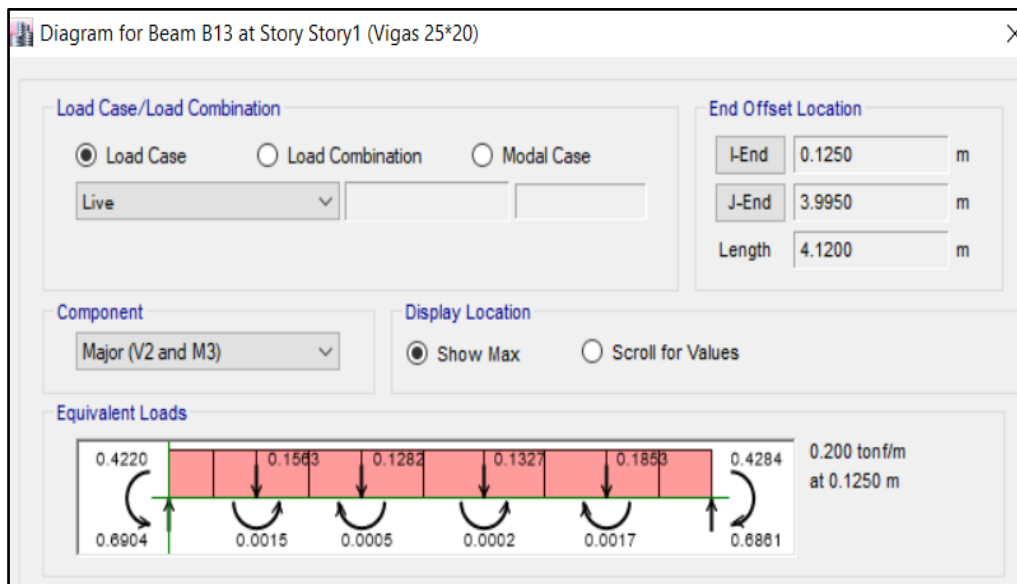 Diagram for Beam B13 at Story Story1 (Vigas 25*20)
Load Case/Load Combination
Load Case
Load Combination
Modal Case
Live
End Offset Location
I-End
0.1250
m
J-End
3.9950
m
Length
4.1200
m
Component
Major (V2 and M3)
Display Location
Show Max
Scroll for Values
Equivalent Loads
0.4220
0.1563
0.1282
0.1327
0.1853
0.4284
0.6904
0.0015
0.0005
0.0002
0.0017
0.6861
0.200 tonf/m
at 0.1250 m